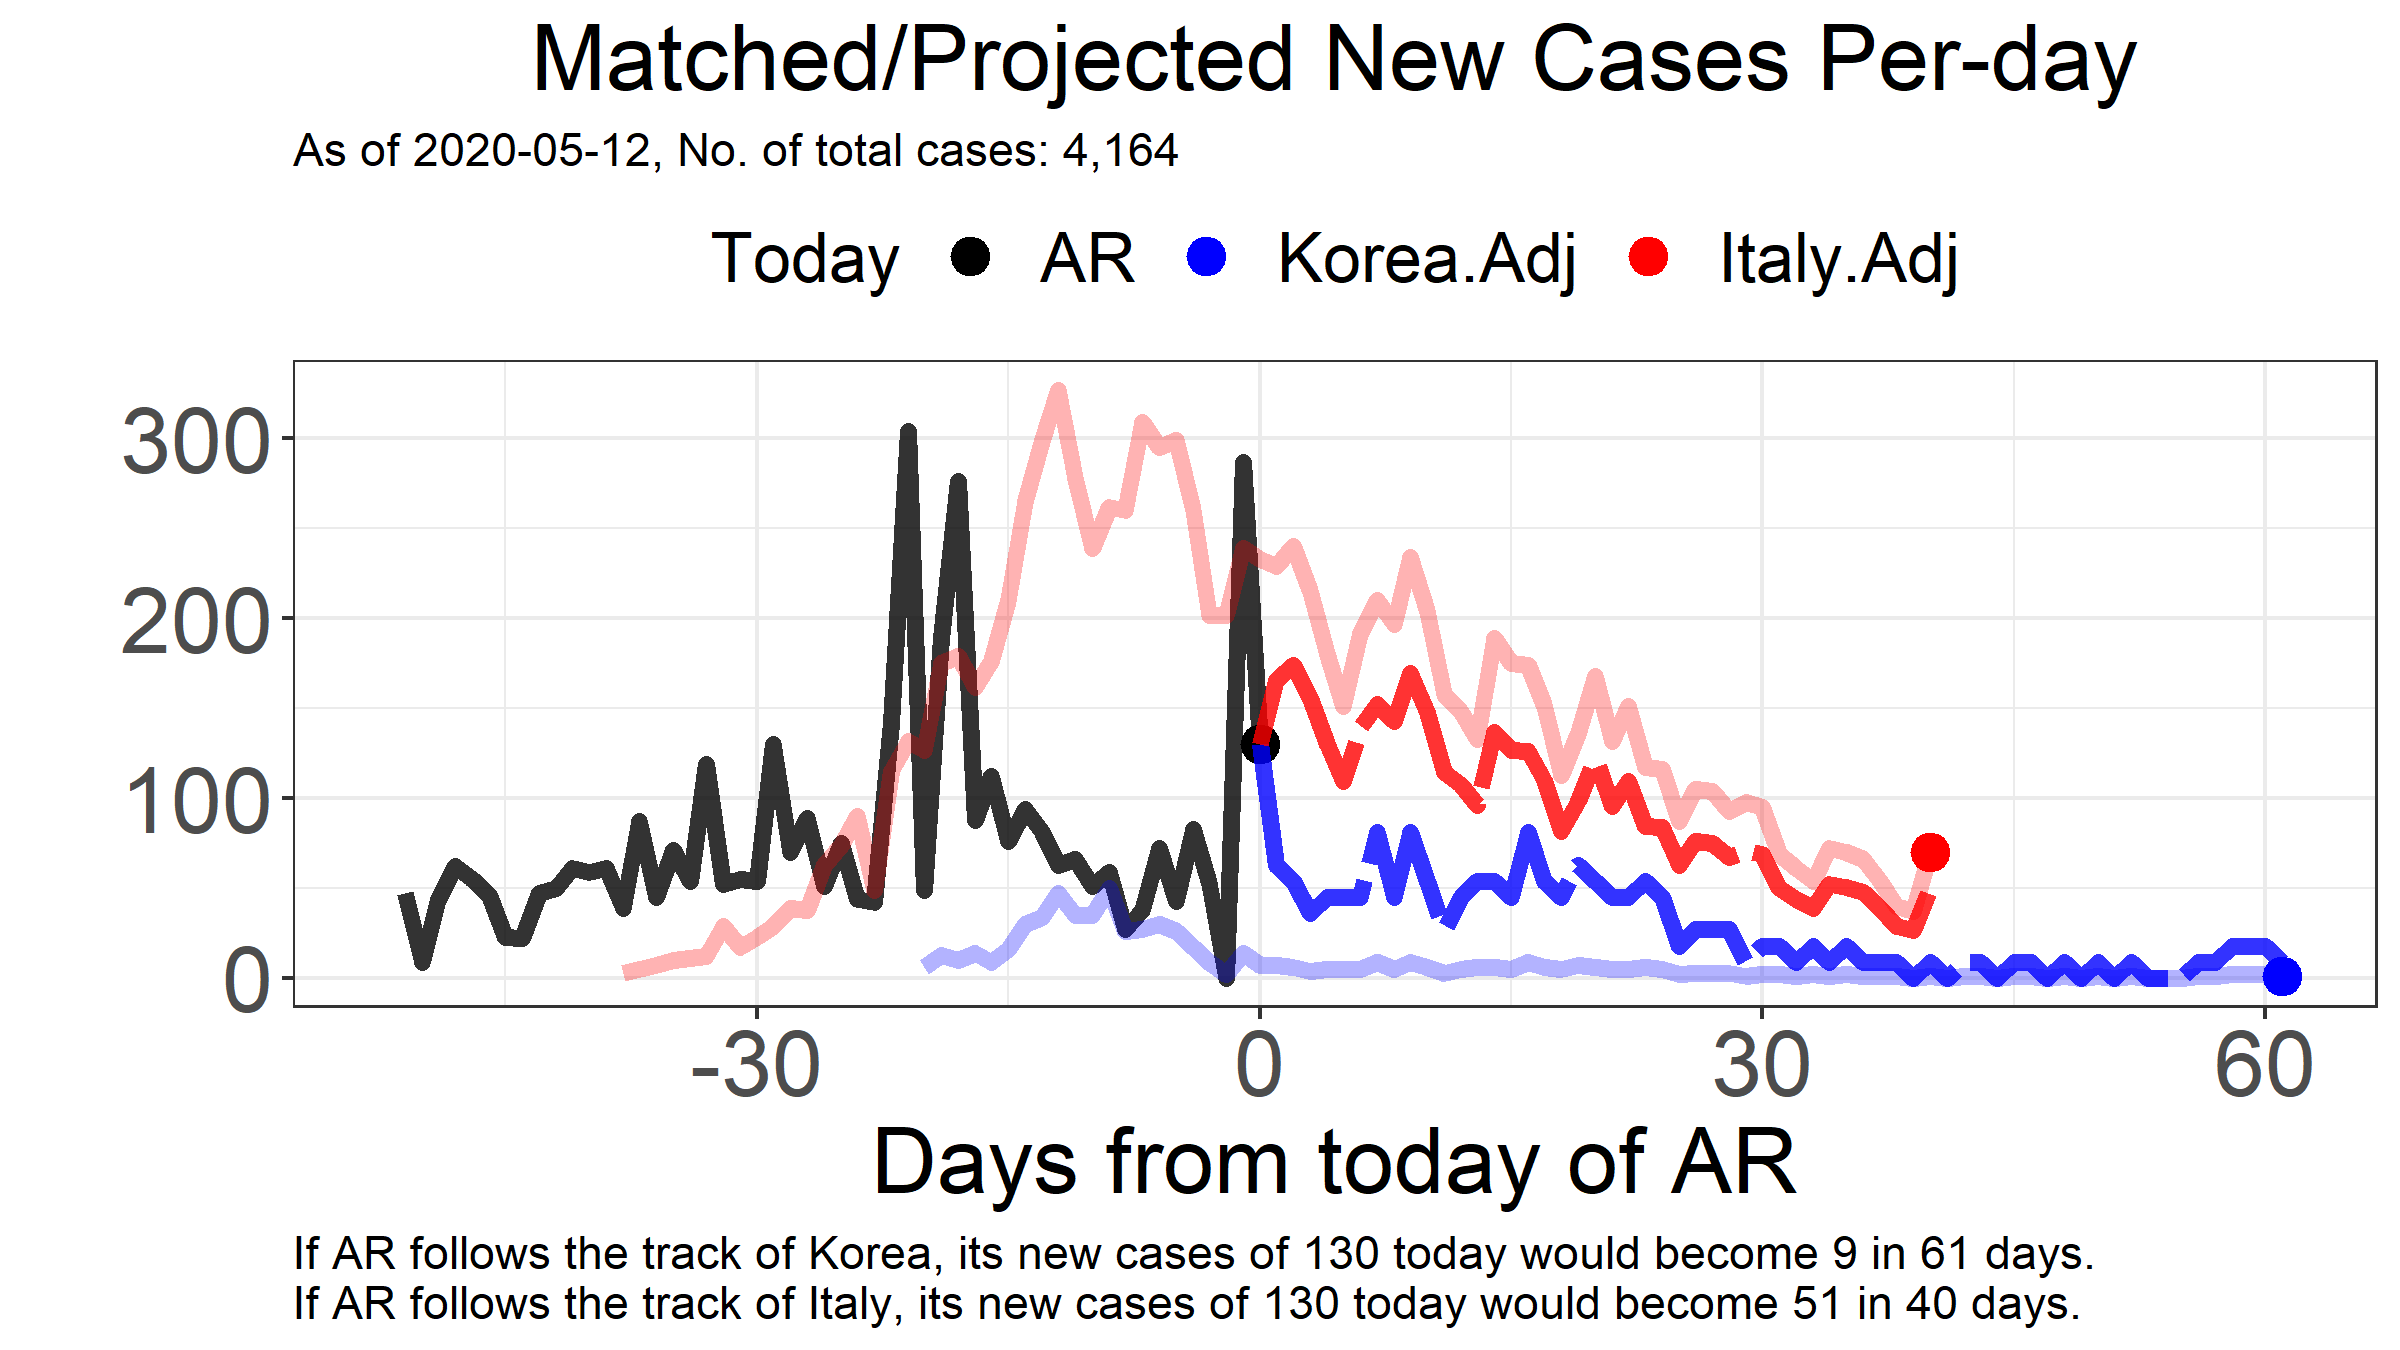 Matched/Projected New Cases Per-day
As of 2020-05-12, No. of total cases: 4,164
Today AR Korea.Adj Italy.Adj
300
200
100
0
-30 0 30 60
Days from today of AR
If AR follows the track of Korea, its new cases of 130 today would become 9 in 61 days.
If AR follows the track of Italy, its new cases of 130 today would become 51 in 40 days.